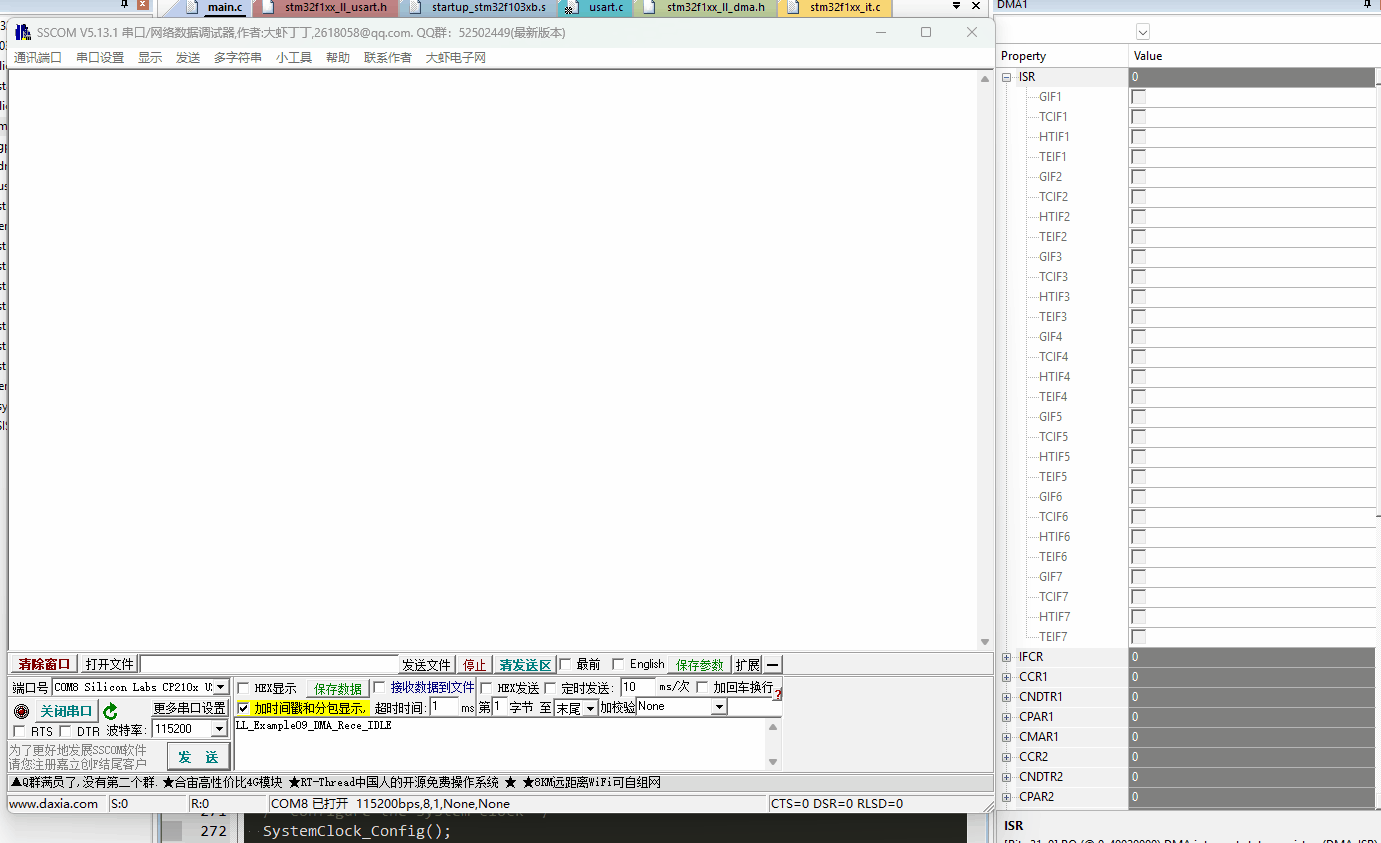 main.c
stm32f1xx_ll_usart.h
startup_stm32f103xb.s
usart.c
stm32f1xx_ll_dma.h
stm32f1xx_it.c
DMA1
SSCOM V5.13.1 串口/网络数据调试器,作者:大虾丁丁,2618058@qq.com. QQ群: 52502449(最新版本)
通讯端口 串口设置 显示 发送 多字符串 小工具 帮助 联系作者 大虾电子网
Property Value
ISR 0
GIF1
TCIF1
HTIF1
TEIF1
GIF2
TCIF2
HTIF2
TEIF2
GIF3
TCIF3
HTIF3
TEIF3
GIF4
TCIF4
HTIF4
TEIF4
GIF5
TCIF5
HTIF5
TEIF5
GIF6
TCIF6
HTIF6
TEIF6
GIF7
TCIF7
HTIF7
TEIF7
IFCR 0
CCR1 0
CNDTR1 0
CPAR1 0
CMAR1 0
CCR2 0
CNDTR2 0
CPAR2 0
ISR
清除窗口 打开文件 发送文件 停止 清发送区 最前 English 保存参数 扩展
端口号 COM8 Silicon Labs CP210x HEX显示 保存数据 接收数据到文件 HEX发送 定时发送: 10 ms/次 加回车换行
关闭串口 更多串口设置 加时间戳和分包显示, 超时时间: 1 ms 第 1 字节 至 末尾 加校验 None
RTS DTR 波特率: 115200
LL_Example09_DMA_Rece_IDLE
为了更好地发展SSCOM软件
请您注册嘉立创F结尾客户
发 送
▲Q群满员了,没有第二个群. ★合宙高性价比4G模块 ★RT-Thread中国人的开源免费操作系统 ★ ★8KM远距离WiFi可自组网
www.daxia.com S:0 R:0 COM8 已打开 115200bps,8,1,None,None CTS=0 DSR=0 RLSD=0
272 SystemClock_Config();